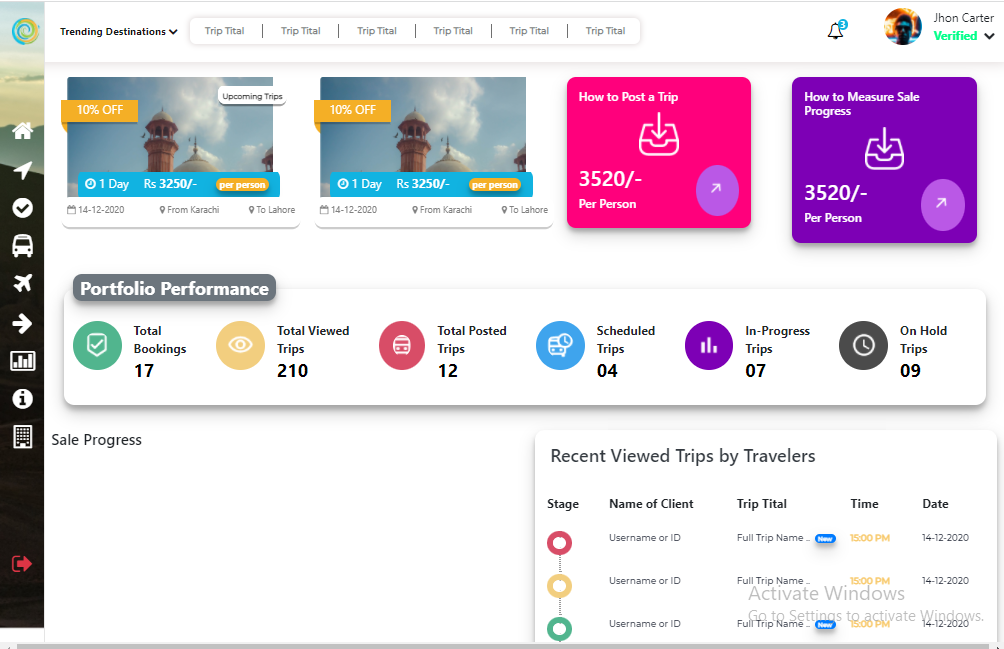 Trending Destinations
Trip Tital
Trip Tital
Trip Tital
Trip Tital
Trip Tital
Trip Tital
3
Jhon Carter
Verified
Upcoming Trips
10% OFF
1 Day Rs 3250/- per person
14-12-2020 From Karachi To Lahore
10% OFF
1 Day Rs 3250/- per person
14-12-2020 From Karachi To Lahore
How to Post a Trip
3520/-
Per Person
How to Measure Sale
Progress
3520/-
Per Person
Portfolio Performance
Total
Bookings
17
Total Viewed
Trips
210
Total Posted
Trips
12
Scheduled
Trips
04
In-Progress
Trips
07
On Hold
Trips
09
Sale Progress
Recent Viewed Trips by Travelers
Stage Name of Client Trip Tital Time Date
Username or ID Full Trip Name .. New 15:00 PM 14-12-2020
Username or ID Full Trip Name .. 15:00 PM 14-12-2020
Username or ID Full Trip Name .. New 15:00 PM 14-12-2020
Activate Windows
Go to Settings to activate Windows.